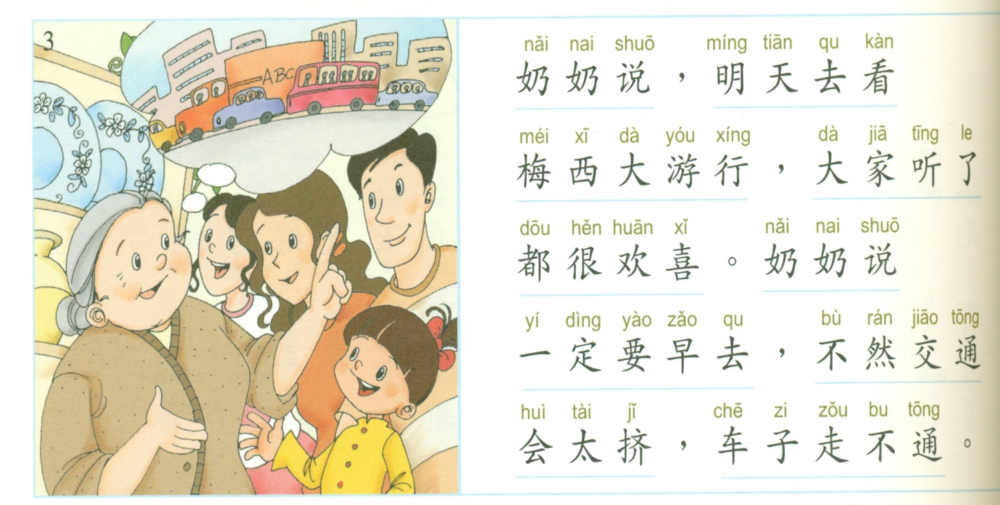 3
ABC
nǎi nai shuō míng tiān qu kàn
奶奶说，明天去看
méi xī dà yóu xíng dà jiā tīng le
梅西大游行，大家听了
dōu hěn huān xǐ nǎi nai shuō
都很欢喜。奶奶说
yí dìng yào zǎo qu bù rán jiāo tōng
一定要早去，不然交通
huì tài jǐ chē zi zǒu bu tōng
会太挤，车子走不通。